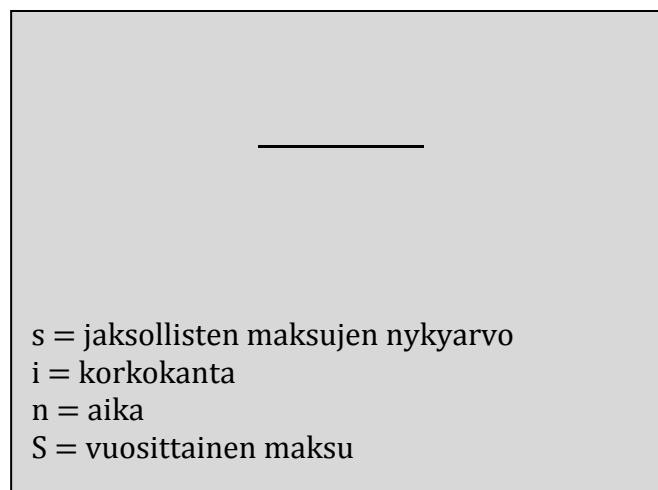 s = jaksollisten maksujen nykyarvo
i = korkokanta
n = aika
S = vuosittainen maksu